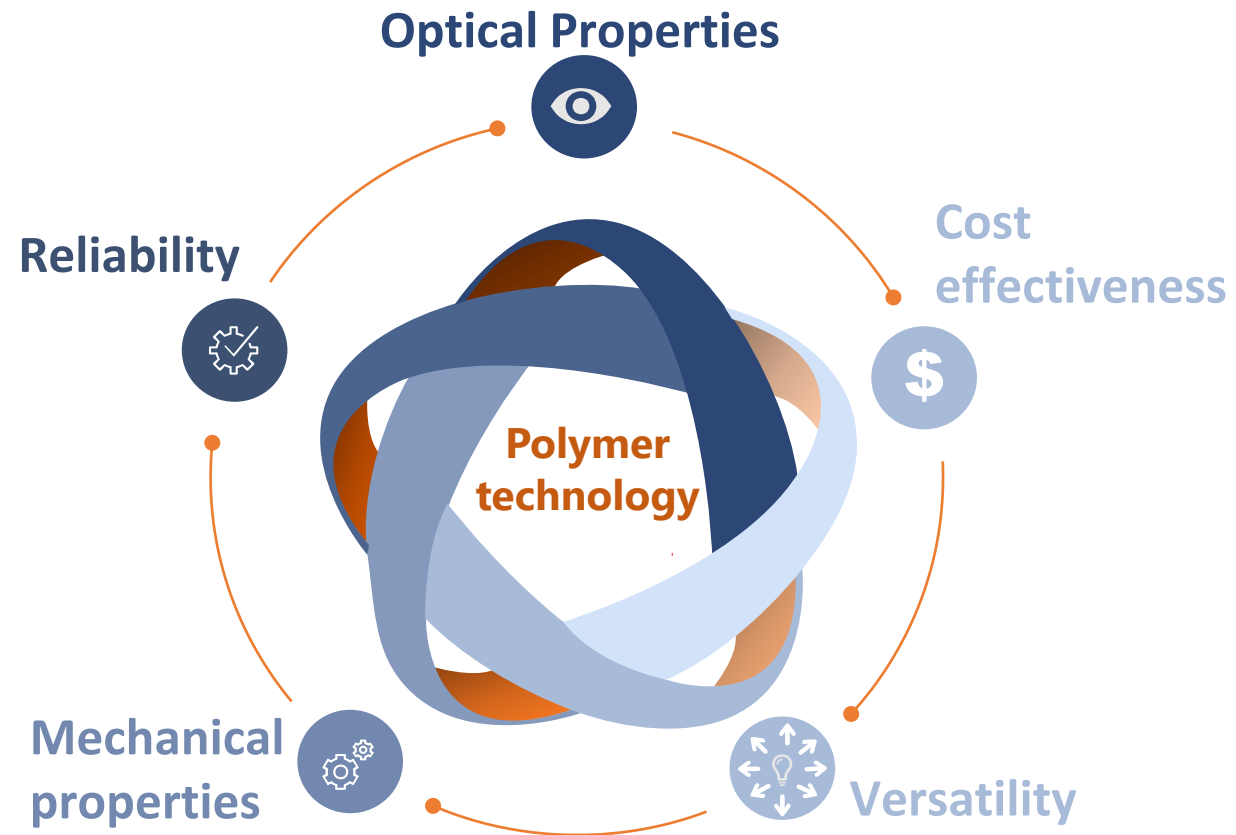 Optical Properties
Cost
effectiveness
Reliability
$
Polymer
technology
Mechanical
properties
Versatility